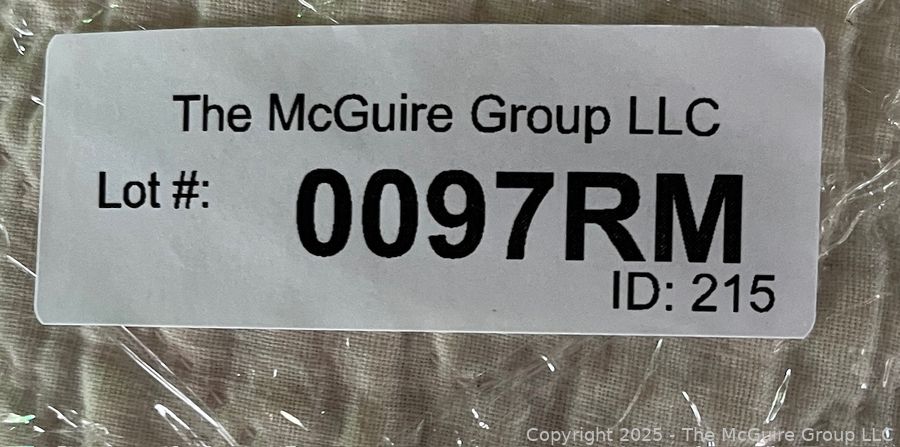 The McGuire Group LLC
Lot #: 0097RM
ID: 215
Copyright 2025 - The McGuire Group LLC